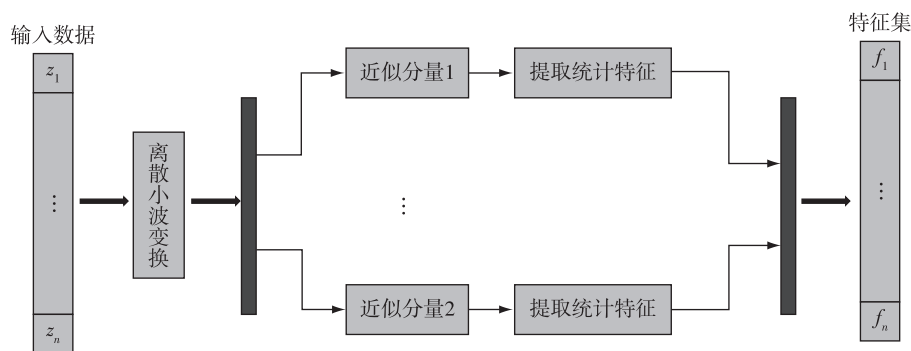 输入数据
特征集
z1
⋮
zn
离散小波变换
近似分量1
提取统计特征
⋮
近似分量2
提取统计特征
f1
⋮
fn